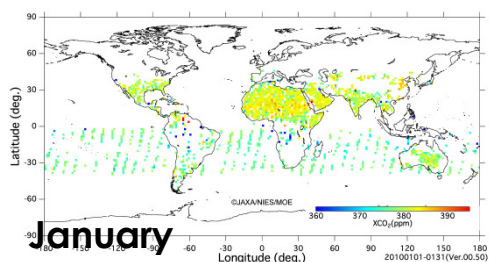 90
60
30
0
-30
-60
-90
Latitude (deg.)
©JAXA/NIES/MOE
360 370 380 390
XCO₂(ppm)
January
-180 -150 -120 -90 -60 -30 0 30 60 90 120 150 180
Longitude (deg.)
20100101-0131(Ver.00.50)